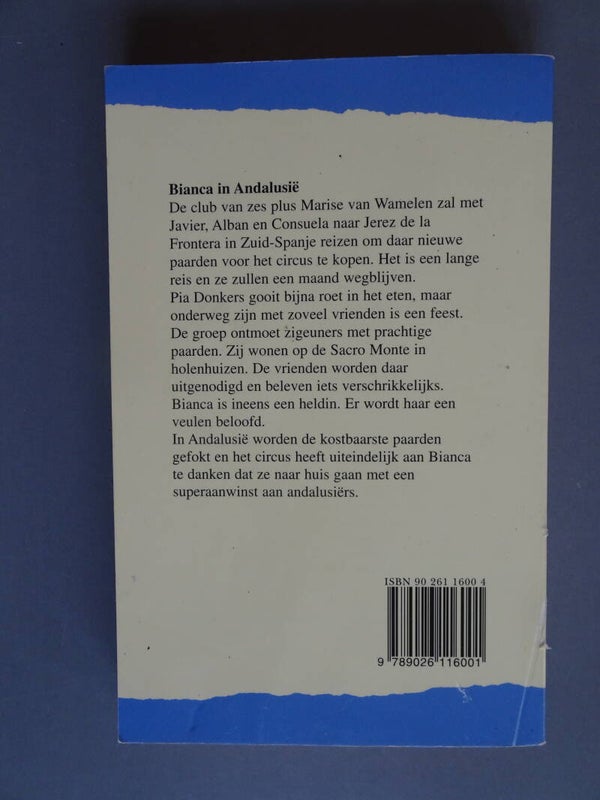 Bianca in Andalusië
De club van zes plus Marise van Wamelen zal met
Javier, Alban en Consuela naar Jerez de la
Frontera in Zuid-Spanje reizen om daar nieuwe
paarden voor het circus te kopen. Het is een lange
reis en ze zullen een maand wegblijven.
Pia Donkers gooit bijna roet in het eten, maar
onderweg zijn met zoveel vrienden is een feest.
De groep ontmoet zigeuners met prachtige
paarden. Zij wonen op de Sacro Monte in
holenhuizen. De vrienden worden daar
uitgenodigd en beleven iets verschrikkelijks.
Bianca is ineens een heldin. Er wordt haar een
veulen beloofd.
In Andalusië worden de kostbaarste paarden
gefokt en het circus heeft uiteindelijk aan Bianca
te danken dat ze naar huis gaan met een
superaanwinst aan andalusiërs.
ISBN 90 261 1600 4
9 789026 116001